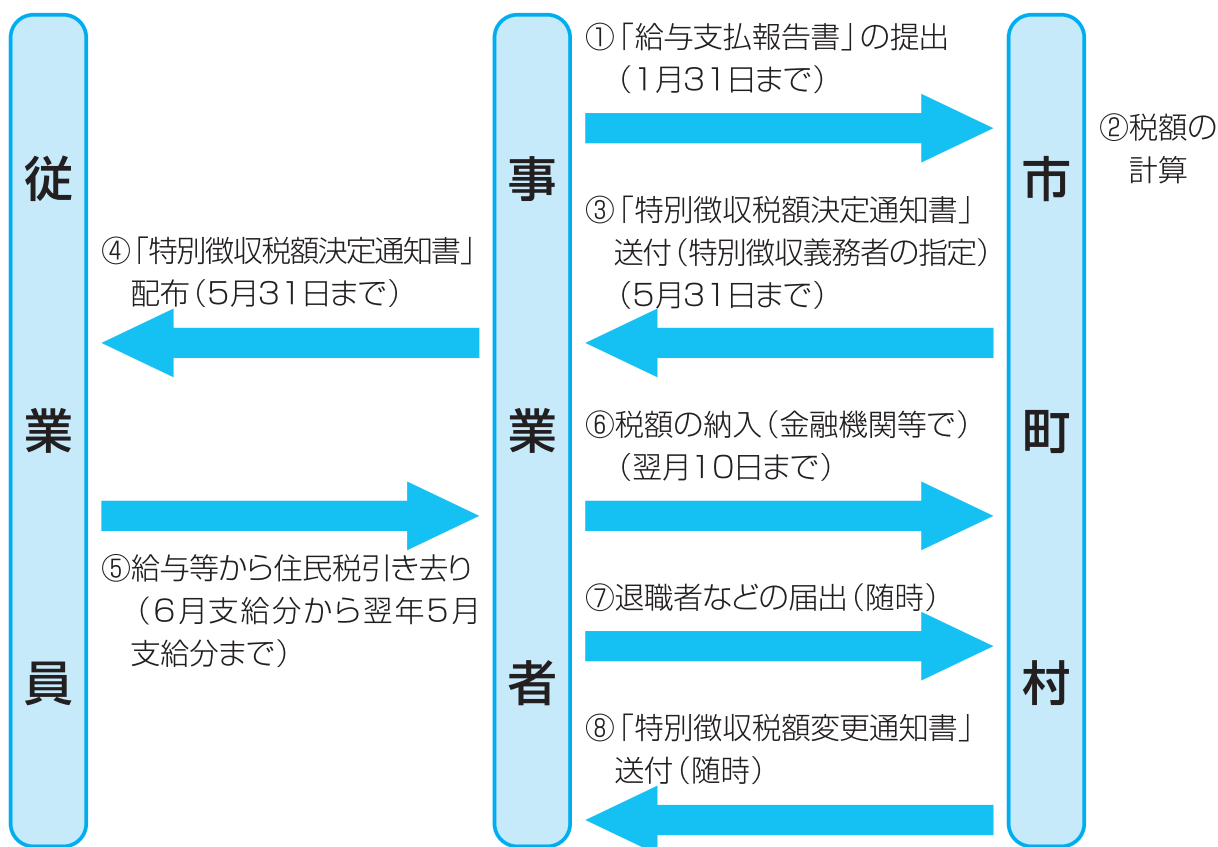 従業員
事業者
市町村
①「給与支払報告書」の提出
（1月31日まで）
②税額の
計算
③「特別徴収税額決定通知書」
送付（特別徴収義務者の指定）
（5月31日まで）
④「特別徴収税額決定通知書」
配布（5月31日まで）
⑤給与等から住民税引き去り
（6月支給分から翌年5月
支給分まで）
⑥税額の納入（金融機関等で）
（翌月10日まで）
⑦退職者などの届出（随時）
⑧「特別徴収税額変更通知書」
送付（随時）